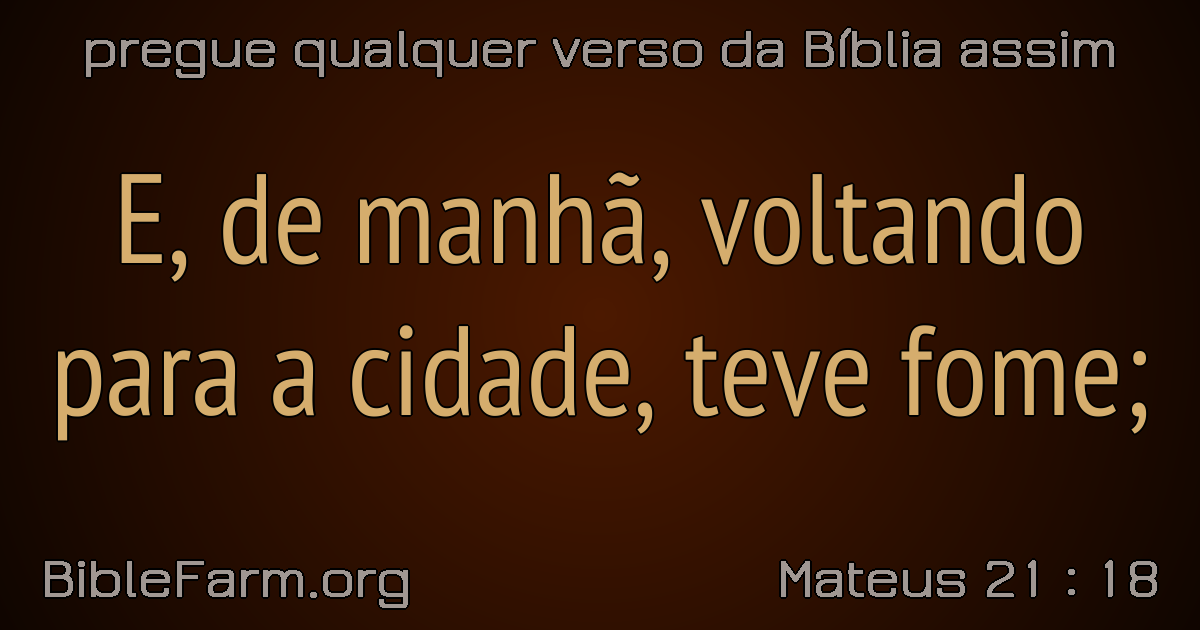 pregue qualquer verso da Bíblia assim
E, de manhã, voltando
para a cidade, teve fome;
BibleFarm.org
Mateus 21 : 18